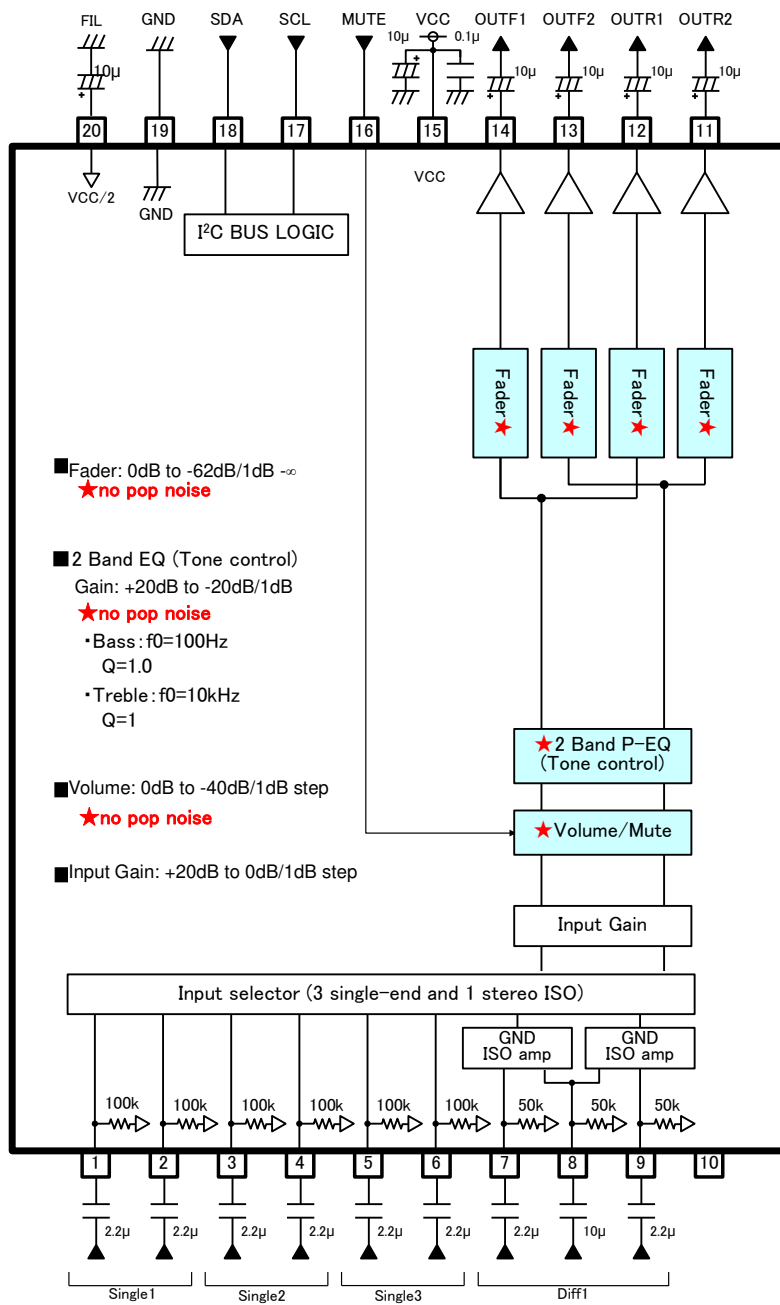 FIL GND SDA SCL MUTE VCC OUTF1 OUTF2 OUTR1 OUTR2
10μ 10μ 0.1μ 10μ 10μ 10μ 10μ
+ + + + + +
20 19 18 17 16 15 14 13 12 11
VCC/2 GND VCC
I²C BUS LOGIC
Fader★ Fader★ Fader★ Fader★
■Fader: 0dB to -62dB/1dB -∞
★no pop noise
■2 Band EQ (Tone control)
Gain: +20dB to -20dB/1dB
★no pop noise
・Bass:f0=100Hz
Q=1.0
・Treble:f0=10kHz
Q=1
★2 Band P-EQ
(Tone control)
■Volume: 0dB to -40dB/1dB step
★no pop noise
★Volume/Mute
■Input Gain: +20dB to 0dB/1dB step
Input Gain
Input selector (3 single-end and 1 stereo ISO)
GND
ISO amp
GND
ISO amp
100k 100k 100k 100k 100k 100k 50k 50k 50k
1 2 3 4 5 6 7 8 9 10
2.2μ 2.2μ 2.2μ 2.2μ 2.2μ 2.2μ 2.2μ 10μ 2.2μ
Single1 Single2 Single3 Diff1